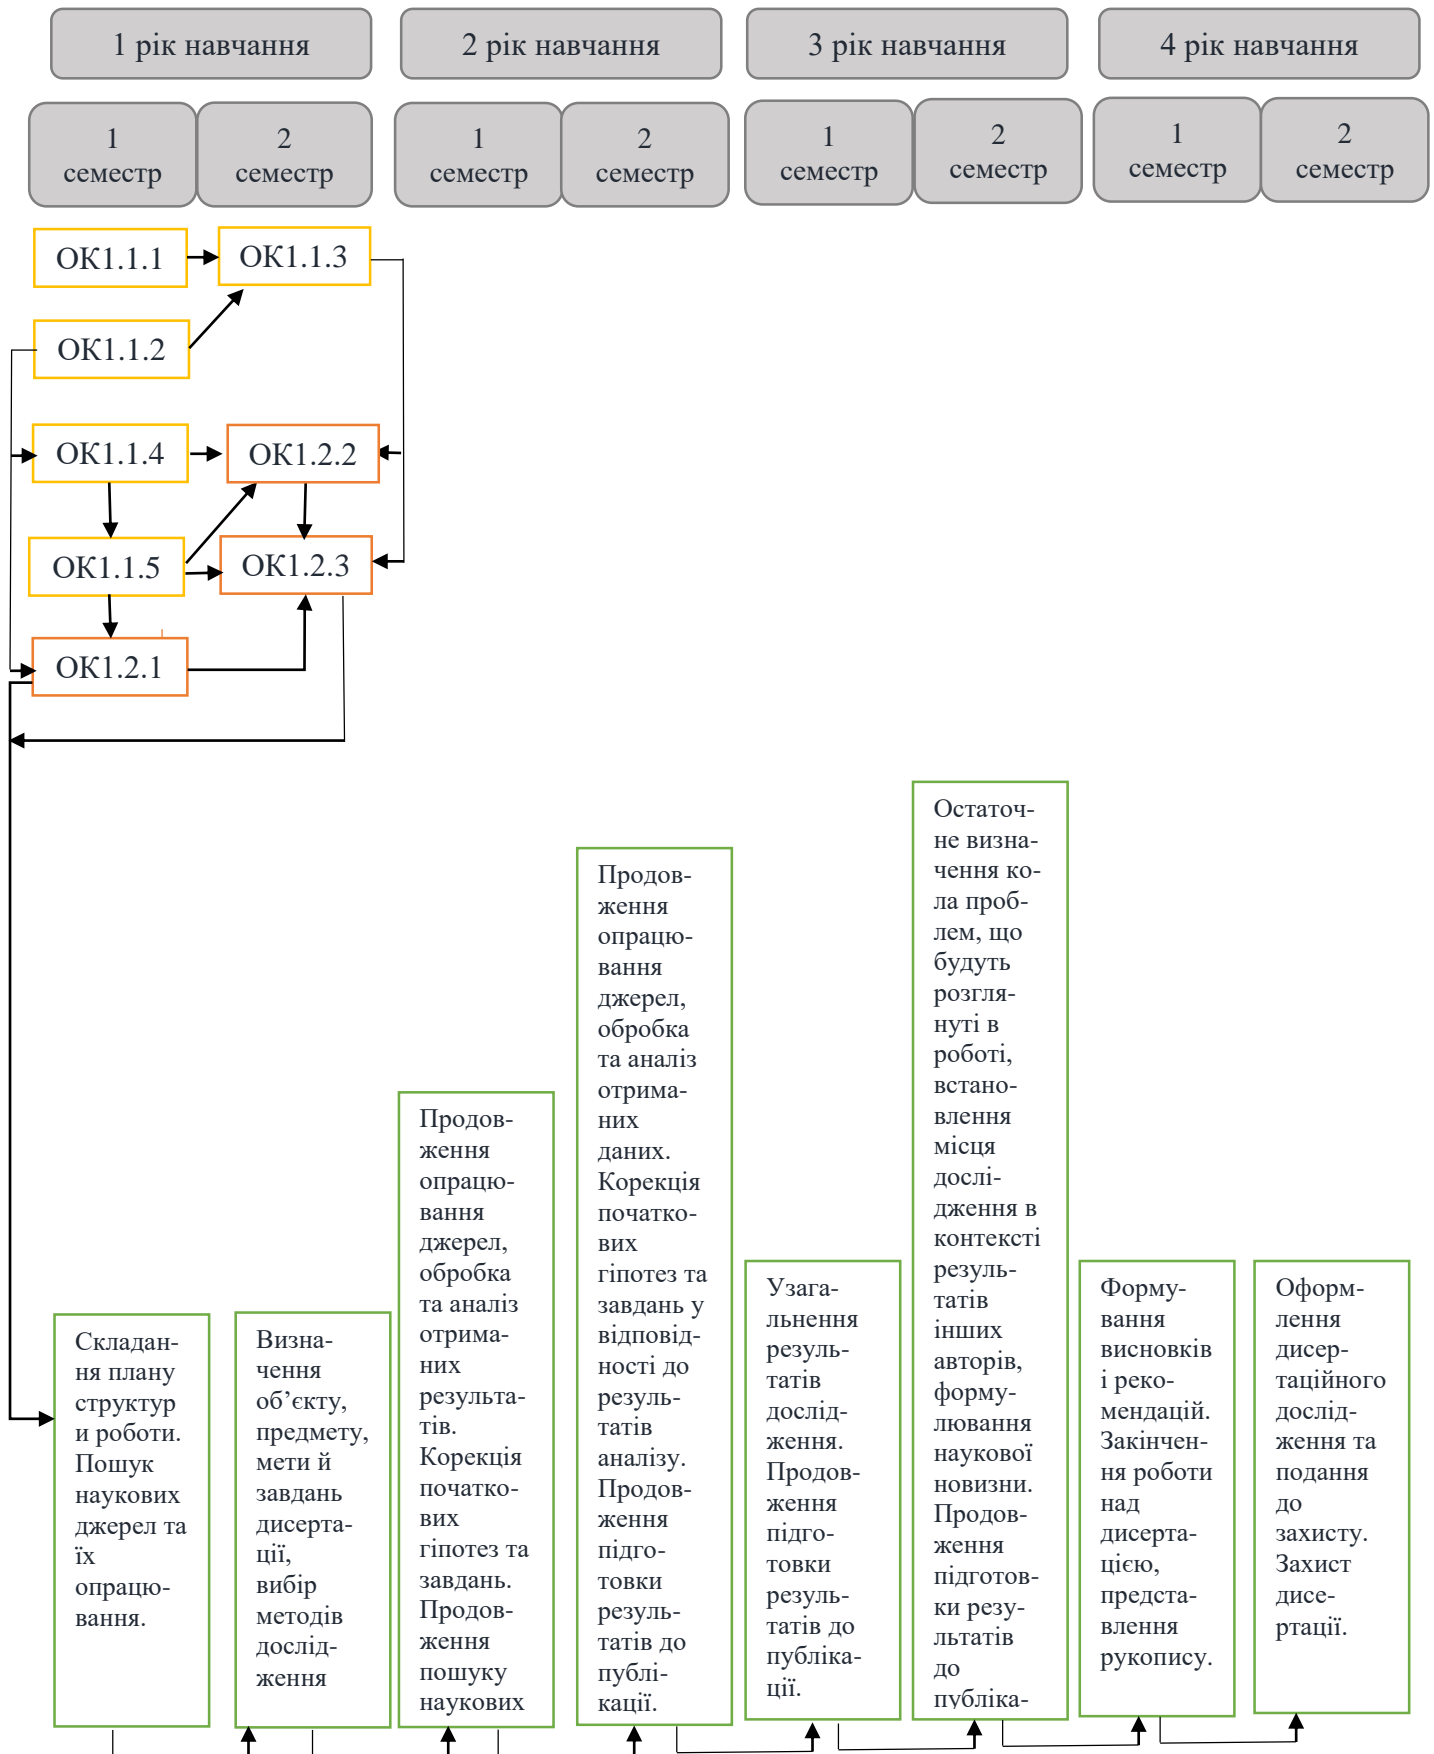 1 рік навчання
2 рік навчання
3 рік навчання
4 рік навчання
1
семестр
2
семестр
1
семестр
2
семестр
1
семестр
2
семестр
1
семестр
2
семестр
ОК1.1.1
ОК1.1.3
ОК1.1.2
ОК1.1.4
ОК1.2.2
ОК1.1.5
ОК1.2.3
ОК1.2.1
Складан-
ня плану
структур
и роботи.
Пошук
наукових
джерел та
їх
опрацю-
вання.
Визна-
чення
об’єкту,
предмету,
мети й
завдань
дисерта-
ції,
вибір
методів
дослід-
ження
Продов-
ження
опрацю-
вання
джерел,
обробка
та аналіз
отрима-
них
результа-
тів.
Корекція
початко-
вих
гіпотез та
завдань.
Продов-
ження
пошуку
наукових
Продов-
ження
опрацю-
вання
джерел,
обробка
та аналіз
отрима-
них
даних.
Корекція
початко-
вих
гіпотез та
завдань у
відповід-
ності до
резуль-
татів
аналізу.
Продов-
ження
підго-
товки
резуль-
татів до
публі-
кації.
Узага-
льнення
резуль-
татів
дослід-
ження.
Продов-
ження
підго-
товки
резуль-
татів до
публіка-
ції.
Остаточ-
не визна-
чення ко-
ла проб-
лем, що
будуть
розгля-
нуті в
роботі,
встано-
влення
місця
дослі-
дження в
контексті
резуль-
татів
інших
авторів,
форму-
лювання
наукової
новизни.
Продов-
ження
підготов-
ки резу-
льтатів
до
публіка-
Форму-
вання
висновків
і реко-
мендацій.
Закінчен-
ня роботи
над
дисерта-
цією,
предста-
влення
рукопису.
Оформ-
лення
дисер-
таційного
дослід-
ження та
подання
до
захисту.
Захист
дисе-
ртації.